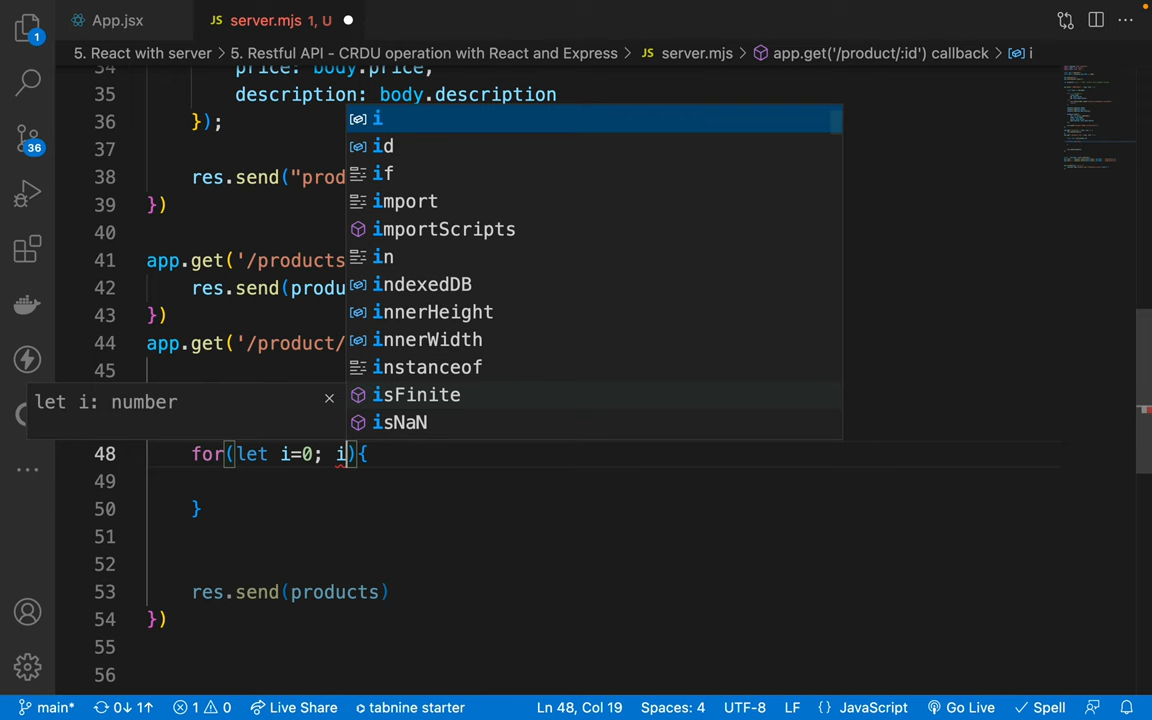 App.jsx
JS server.mjs 1, U
1
5. React with server > 5. Restful API - CRDU operation with React and Express > JS server.mjs > app.get('/product/:id') callback > i
34 price: body.price,
35 description: body.description
36 });
37
38 res.send("prod
39 })
40
41 app.get('/products
42 res.send(produ
43 })
44 app.get('/product/
45
i
id
if
import
importScripts
in
indexedDB
innerHeight
innerWidth
instanceof
isFinite
isNaN
let i: number ×
48 for(let i=0; i){
49
50 }
51
52
53 res.send(products)
54 })
55
56
36
main* 0↓ 1↑ 1 0 Live Share tabnine starter Ln 48, Col 19 Spaces: 4 UTF-8 LF {} JavaScript Go Live Spell